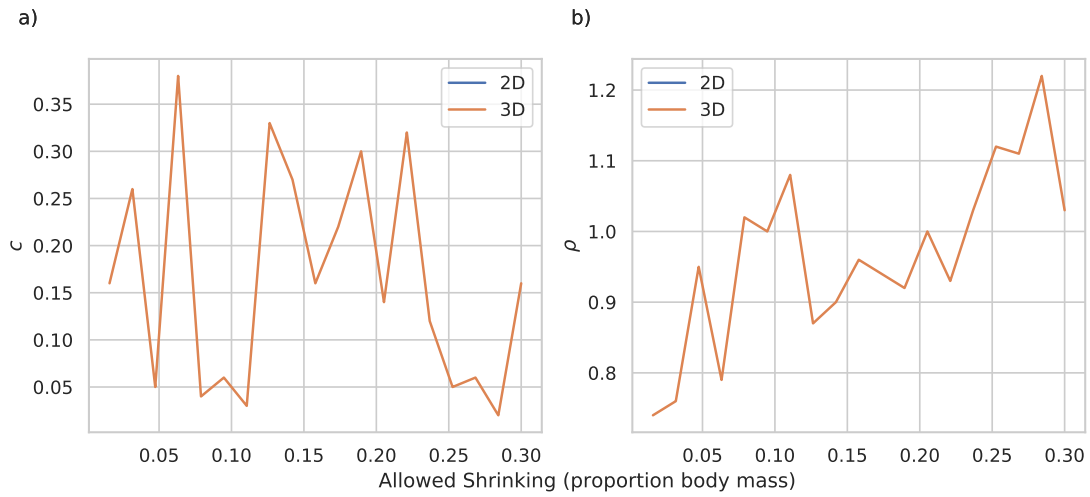 a)
b)
2D
3D
2D
3D
0.35
0.30
0.25
0.20
0.15
0.10
0.05
c
1.2
1.1
1.0
0.9
0.8
ρ
0.05 0.10 0.15 0.20 0.25 0.30
0.05 0.10 0.15 0.20 0.25 0.30
Allowed Shrinking (proportion body mass)